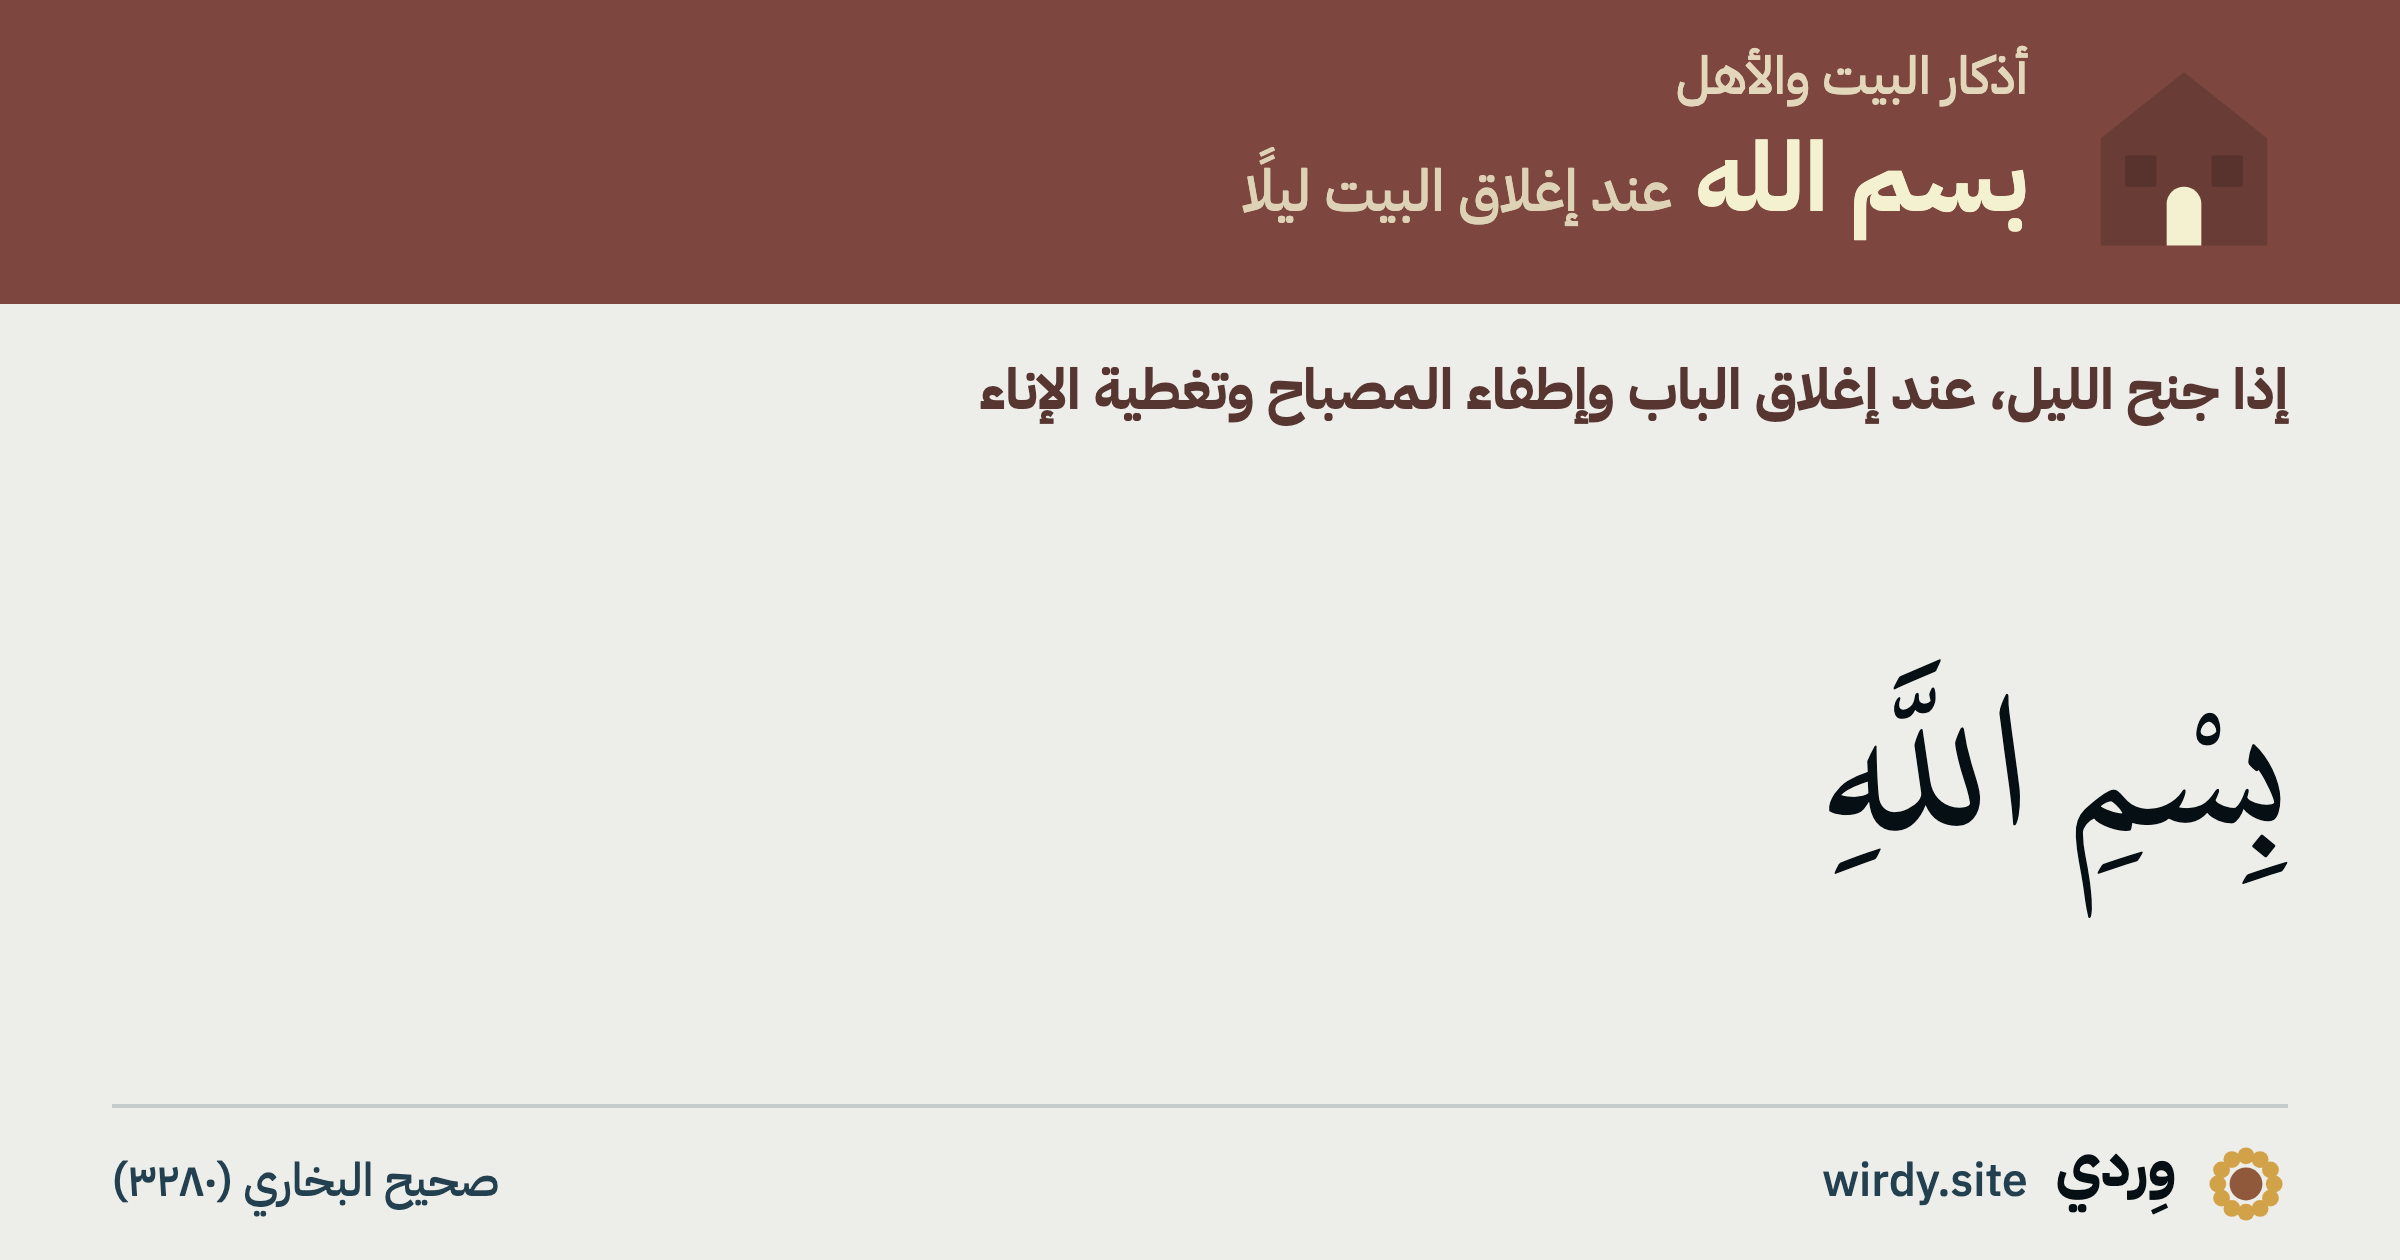 أذكار البيت والأهل
بسم الله عند إغلاق البيت ليلًا
إذا جنح الليل، عند إغلاق الباب وإطفاء المصباح وتغطية الإناء
بِسْمِ اللَّهِ
وِردي wirdy.site
صحيح البخاري (٣٢٨٠)